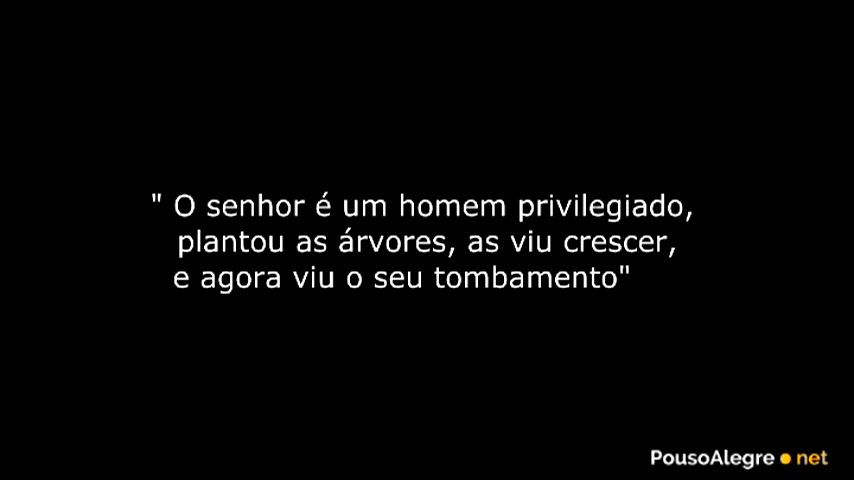 " O senhor é um homem privilegiado,
plantou as árvores, as viu crescer,
e agora viu o seu tombamento"
PousoAlegre net